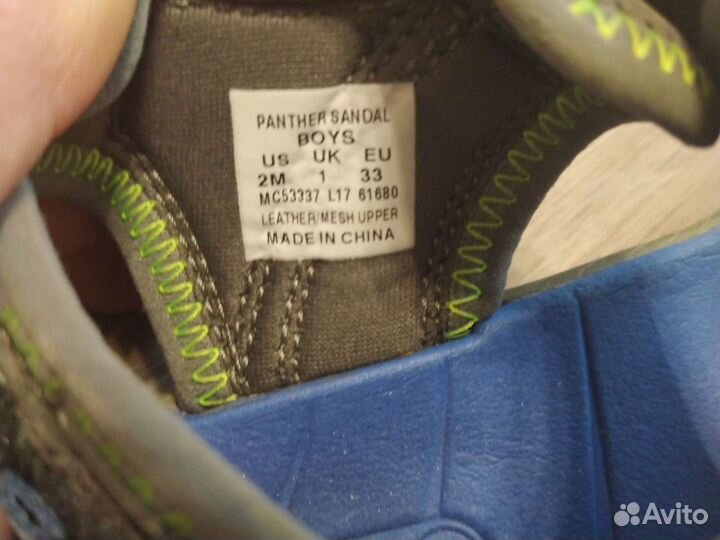 PANTHER SANDAL
BOYS
US UK EU
2M 1 33
MC53337 L17 61680
LEATHER/MESH UPPER
MADE IN CHINA
Avito